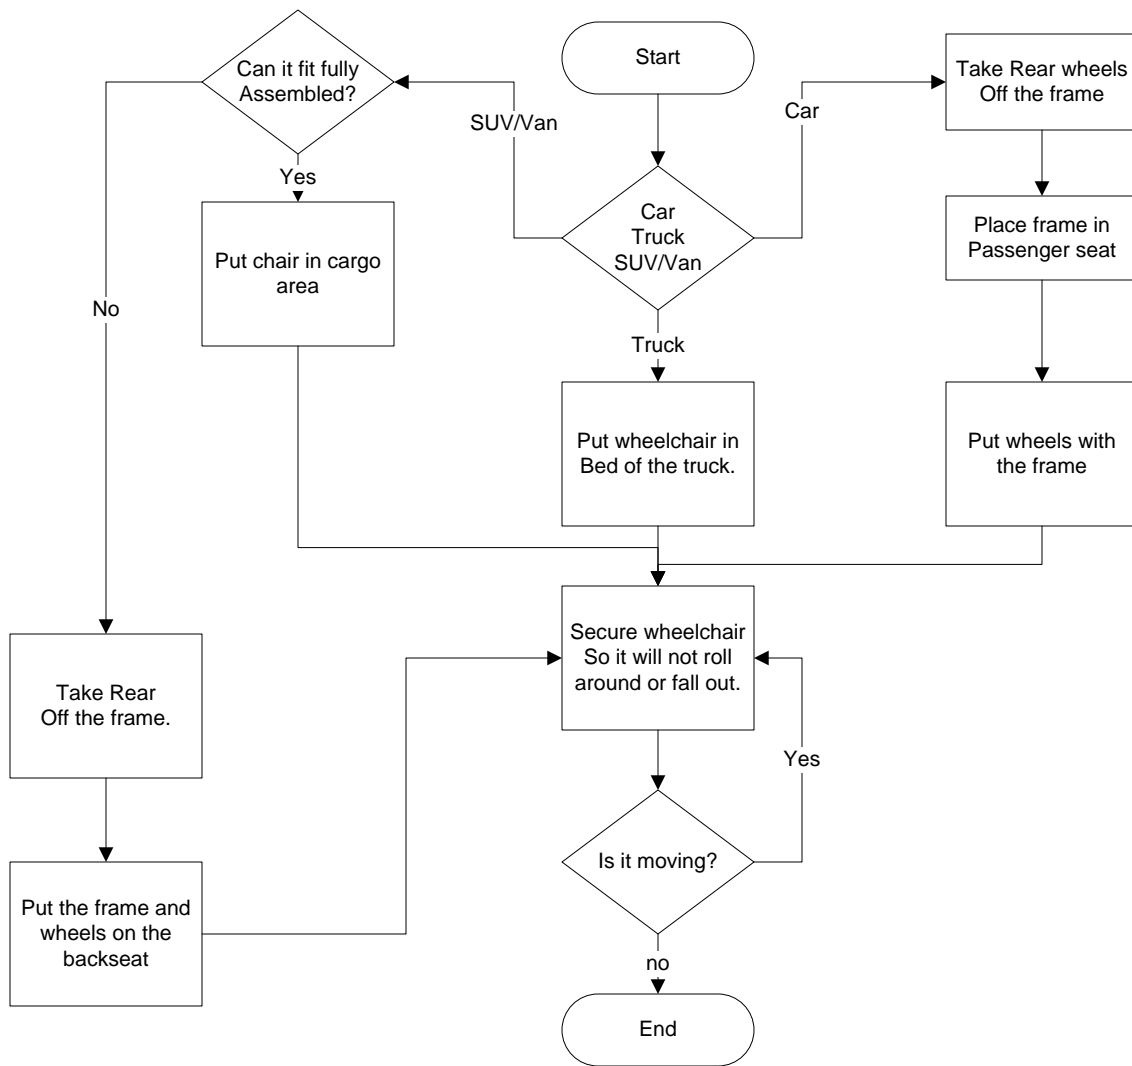 Start
Can it fit fully
Assembled?
Take Rear wheels
Off the frame
SUV/Van
Car
Yes
Car
Truck
SUV/Van
Place frame in
Passenger seat
Put chair in cargo
area
No
Truck
Put wheelchair in
Bed of the truck.
Put wheels with
the frame
Secure wheelchair
So it will not roll
around or fall out.
Take Rear
Off the frame.
Yes
Is it moving?
Put the frame and
wheels on the
backseat
no
End